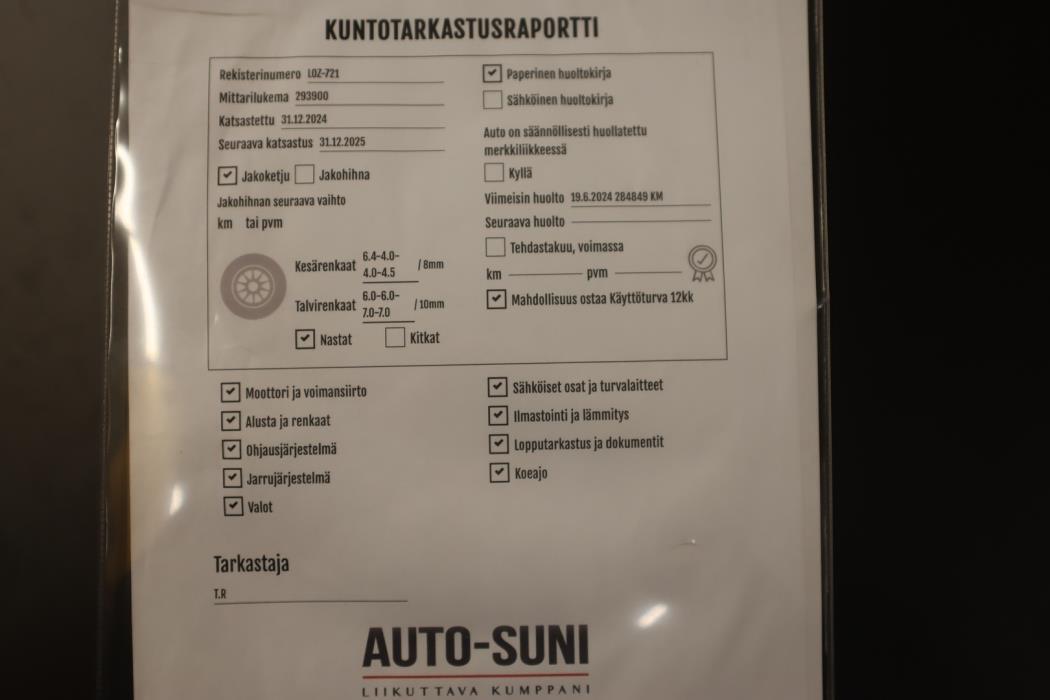 KUNTOTARKASTUSRAPORTTI
Rekisterinumero LOZ-721
Mittarilukema 293900
Katsastettu 31.12.2024
Seuraava katsastus 31.12.2025
Jakoketju Jakohihna
Jakohihnan seuraava vaihto
km tai pvm
Kesärenkaat 6.4-4.0-
4.0-4.5 / 8mm
Talvirenkaat 6.0-6.0-
7.0-7.0 / 10mm
Nastat Kitkat
Paperinen huoltokirja
Sähköinen huoltokirja
Auto on säännöllisesti huollatettu
merkkiliikkeessä
Kyllä
Viimeisin huolto 19.6.2024 284849 KM
Seuraava huolto
Tehdastakuu, voimassa
km pvm
Mahdollisuus ostaa Käyttöturva 12kk
Moottori ja voimansiirto
Alusta ja renkaat
Ohjausjärjestelmä
Jarrujärjestelmä
Valot
Sähköiset osat ja turvalaitteet
Ilmastointi ja lämmitys
Lopputarkastus ja dokumentit
Koeajo
Tarkastaja
T.R
AUTO-SUNI
LIIKUTTAVA KUMPPANI